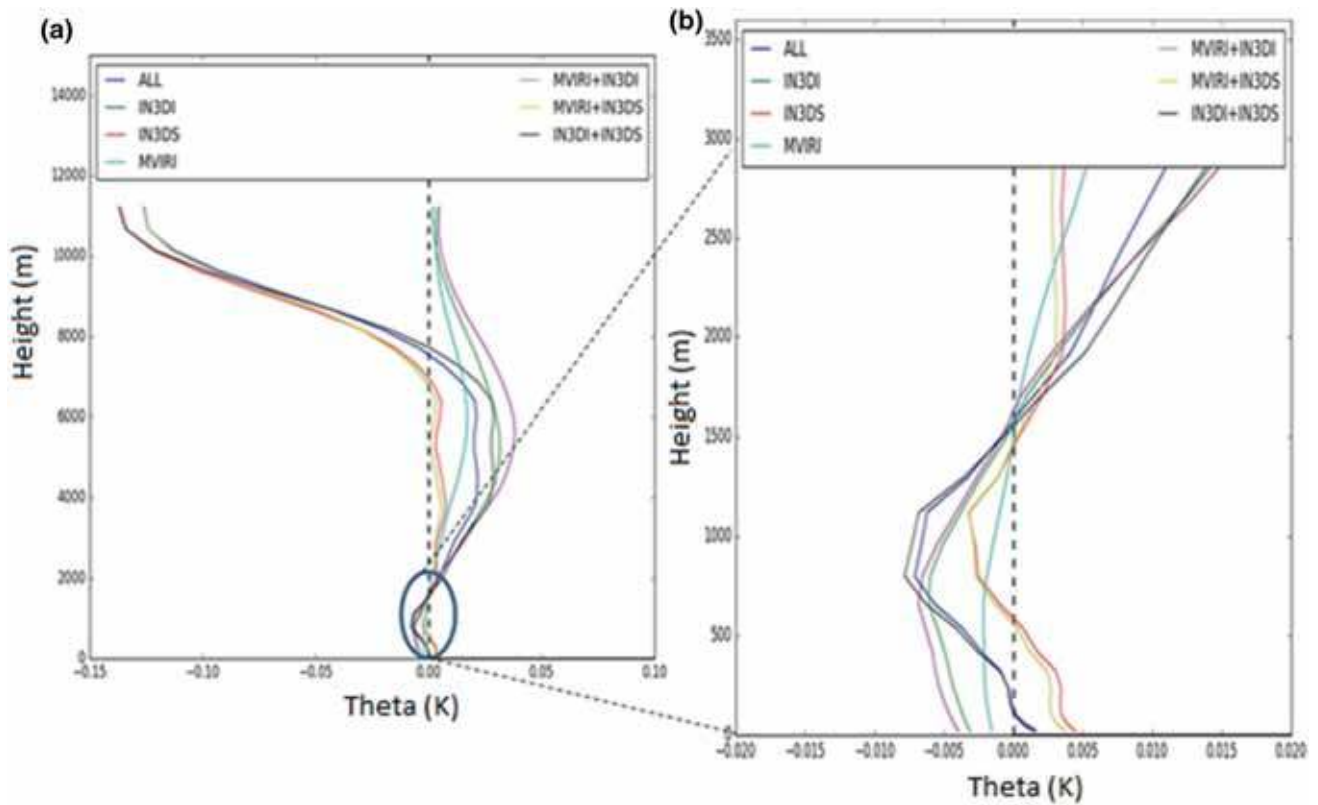 (a)
ALL
IN3DI
IN3DS
MVIRI
MVIRI+IN3DI
MVIRI+IN3DS
IN3DI+IN3DS
14000
12000
10000
8000
6000
4000
2000
0
Height (m)
−0.15
−0.10
−0.05
0.00
0.05
0.10
Theta (K)
(b)
ALL
IN3DI
IN3DS
MVIRI
MVIRI+IN3DI
MVIRI+IN3DS
IN3DI+IN3DS
3500
3000
2500
2000
1500
1000
500
0
Height (m)
−0.020
−0.015
−0.010
−0.005
0.000
0.005
0.010
0.015
0.020
Theta (K)